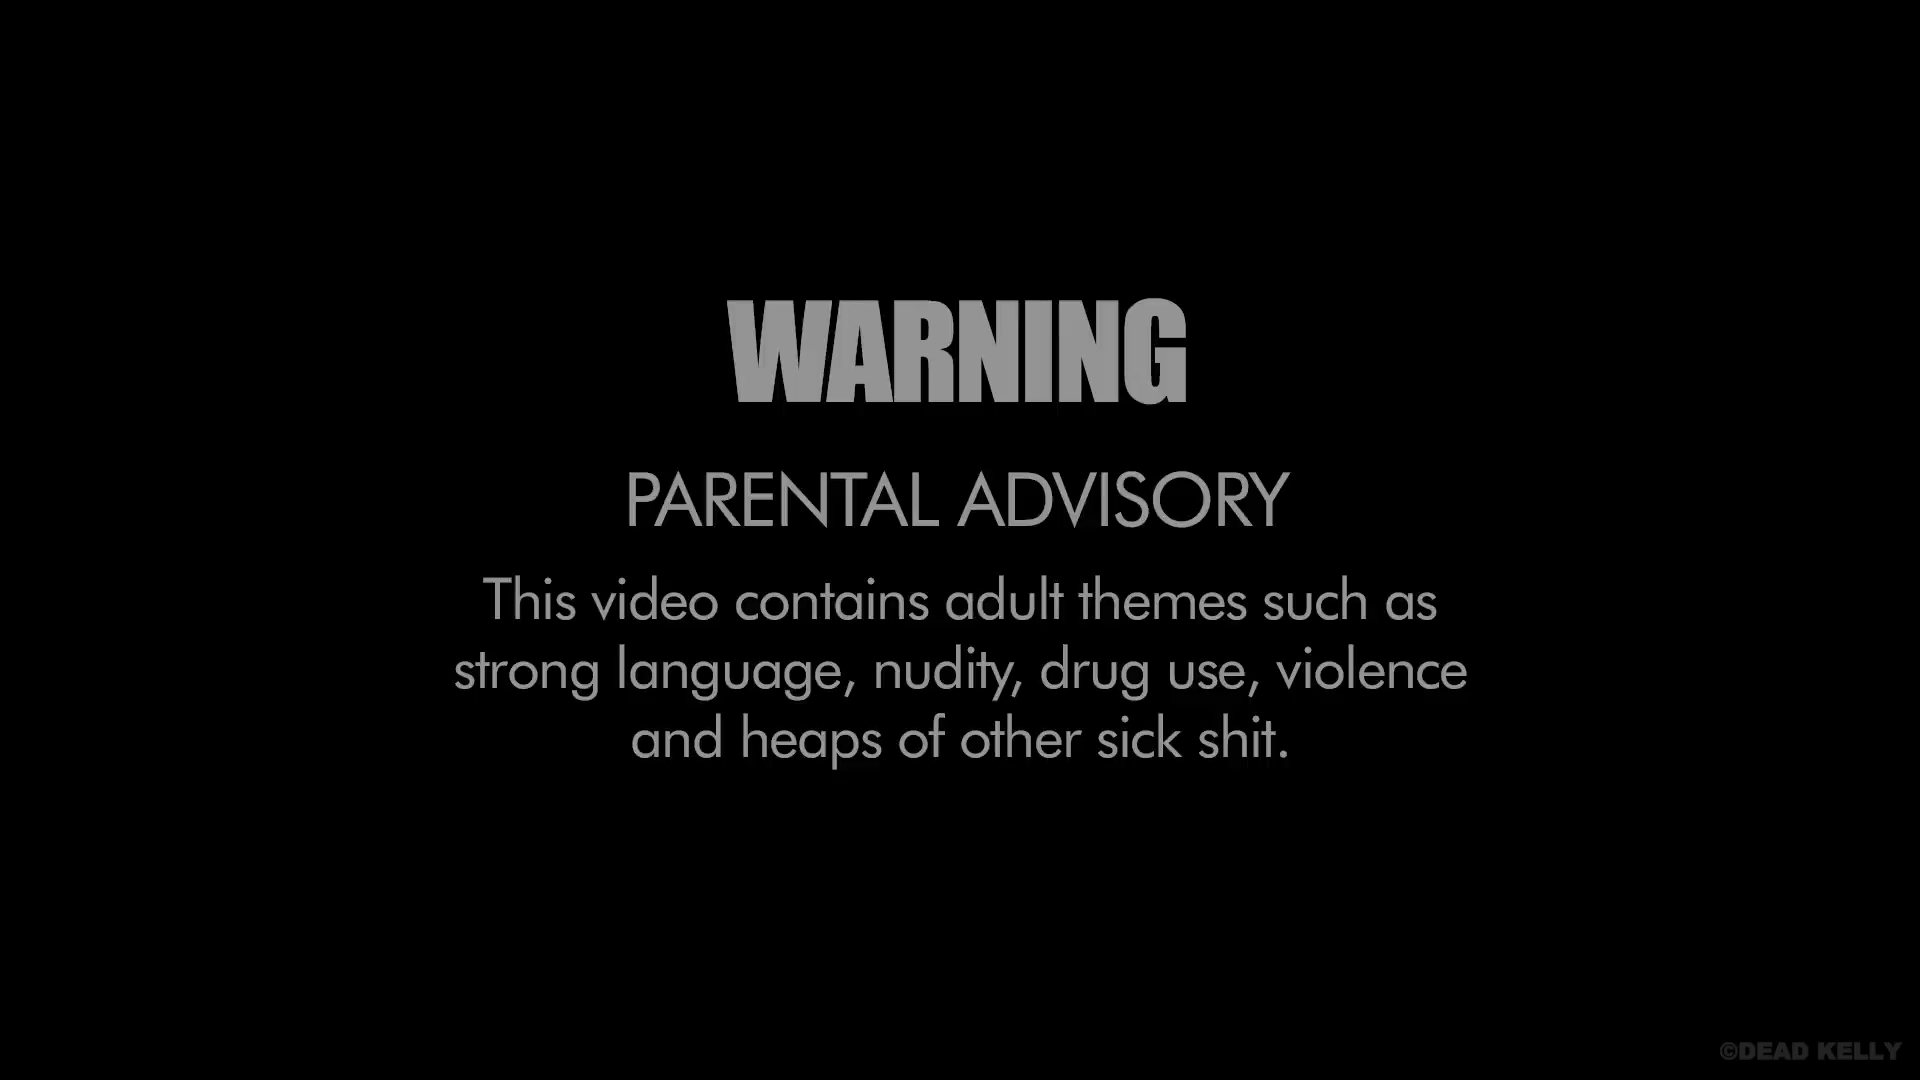 WARNING
PARENTAL ADVISORY
This video contains adult themes such as
strong language, nudity, drug use, violence
and heaps of other sick shit.
©DEAD KELLY